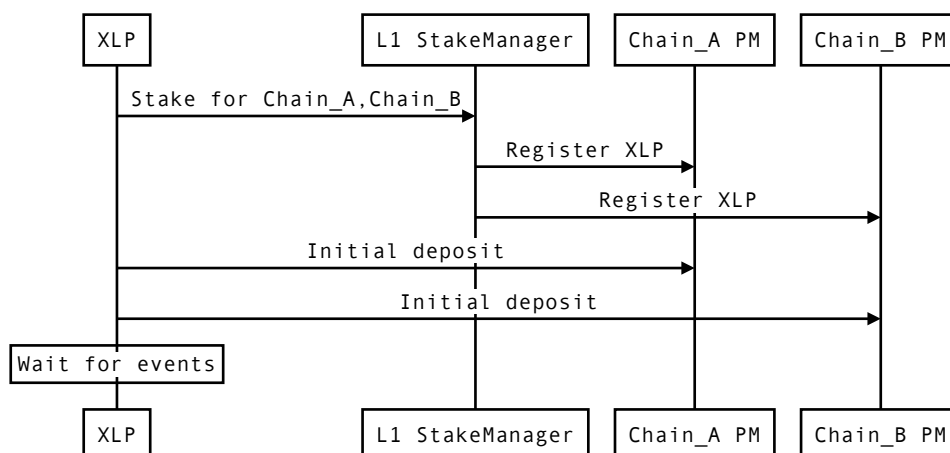 XLP
L1 StakeManager
Chain_A PM
Chain_B PM
Stake for Chain_A,Chain_B
Register XLP
Register XLP
Initial deposit
Initial deposit
Wait for events
XLP
L1 StakeManager
Chain_A PM
Chain_B PM